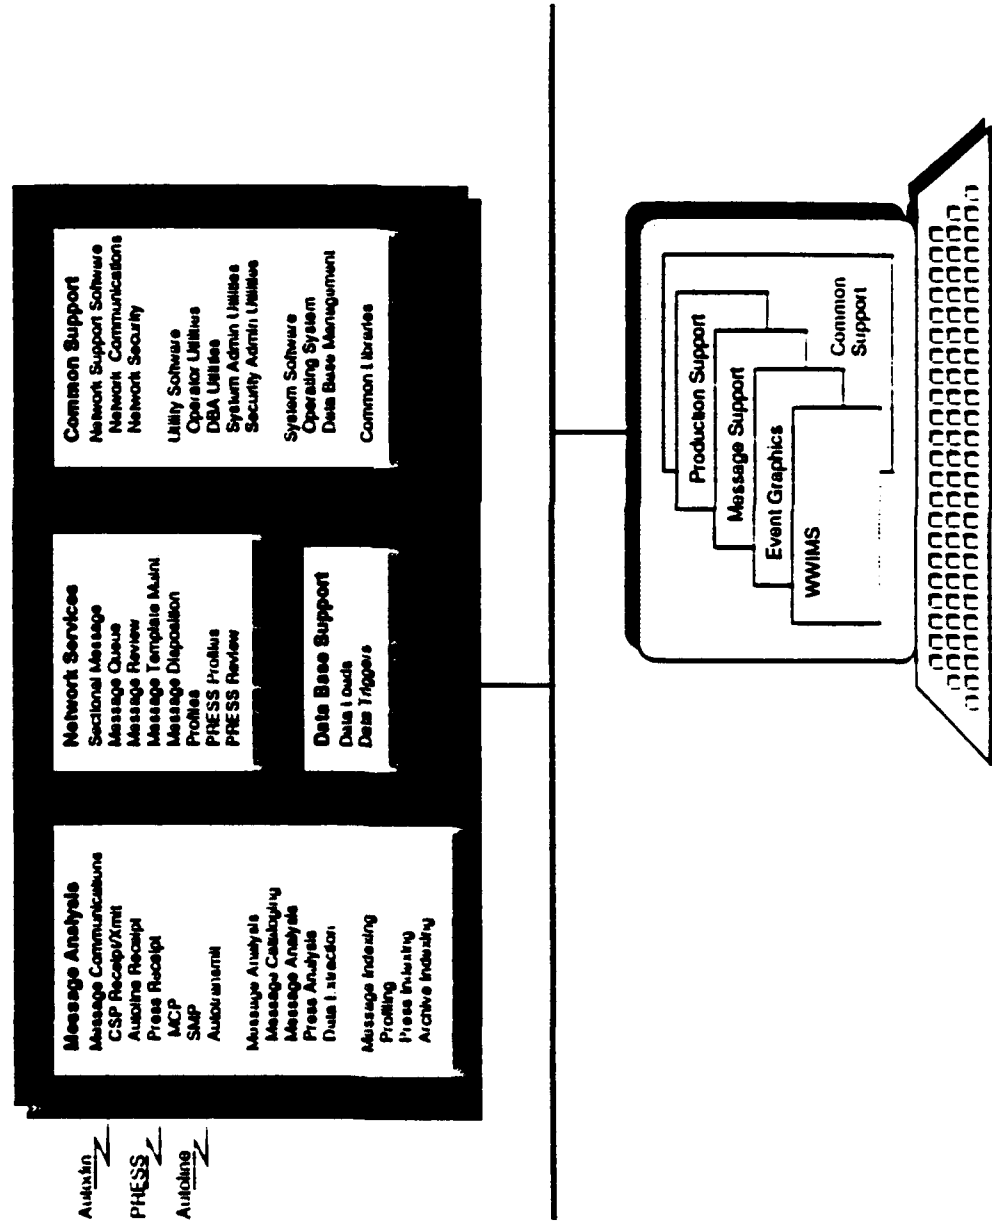 Autodin
PRESS
Autoline
Message Analysis
Message Communications
CSP Receipt/Xmit
Autoline Receipt
Press Receipt
MCP
SMP
Autotransmit
Message Analysis
Message Cataloging
Message Analysis
Press Analysis
Data Extraction
Message Indexing
Profiling
Press Indexing
Archive Indexing
Network Services
Sectional Message
Message Queue
Message Review
Message Template Maint
Message Disposition
Profiles
PRESS Profiles
PRESS Review
Data Base Support
Data Loads
Data Triggers
Common Support
Network Support Software
Network Communications
Network Security
Utility Software
Operator Utilities
DBA Utilities
System Admin Utilities
Security Admin Utilities
System Software
Operating System
Data Base Management
Common Libraries
Production Support
Message Support
Event Graphics
WWIMS
Common
Support